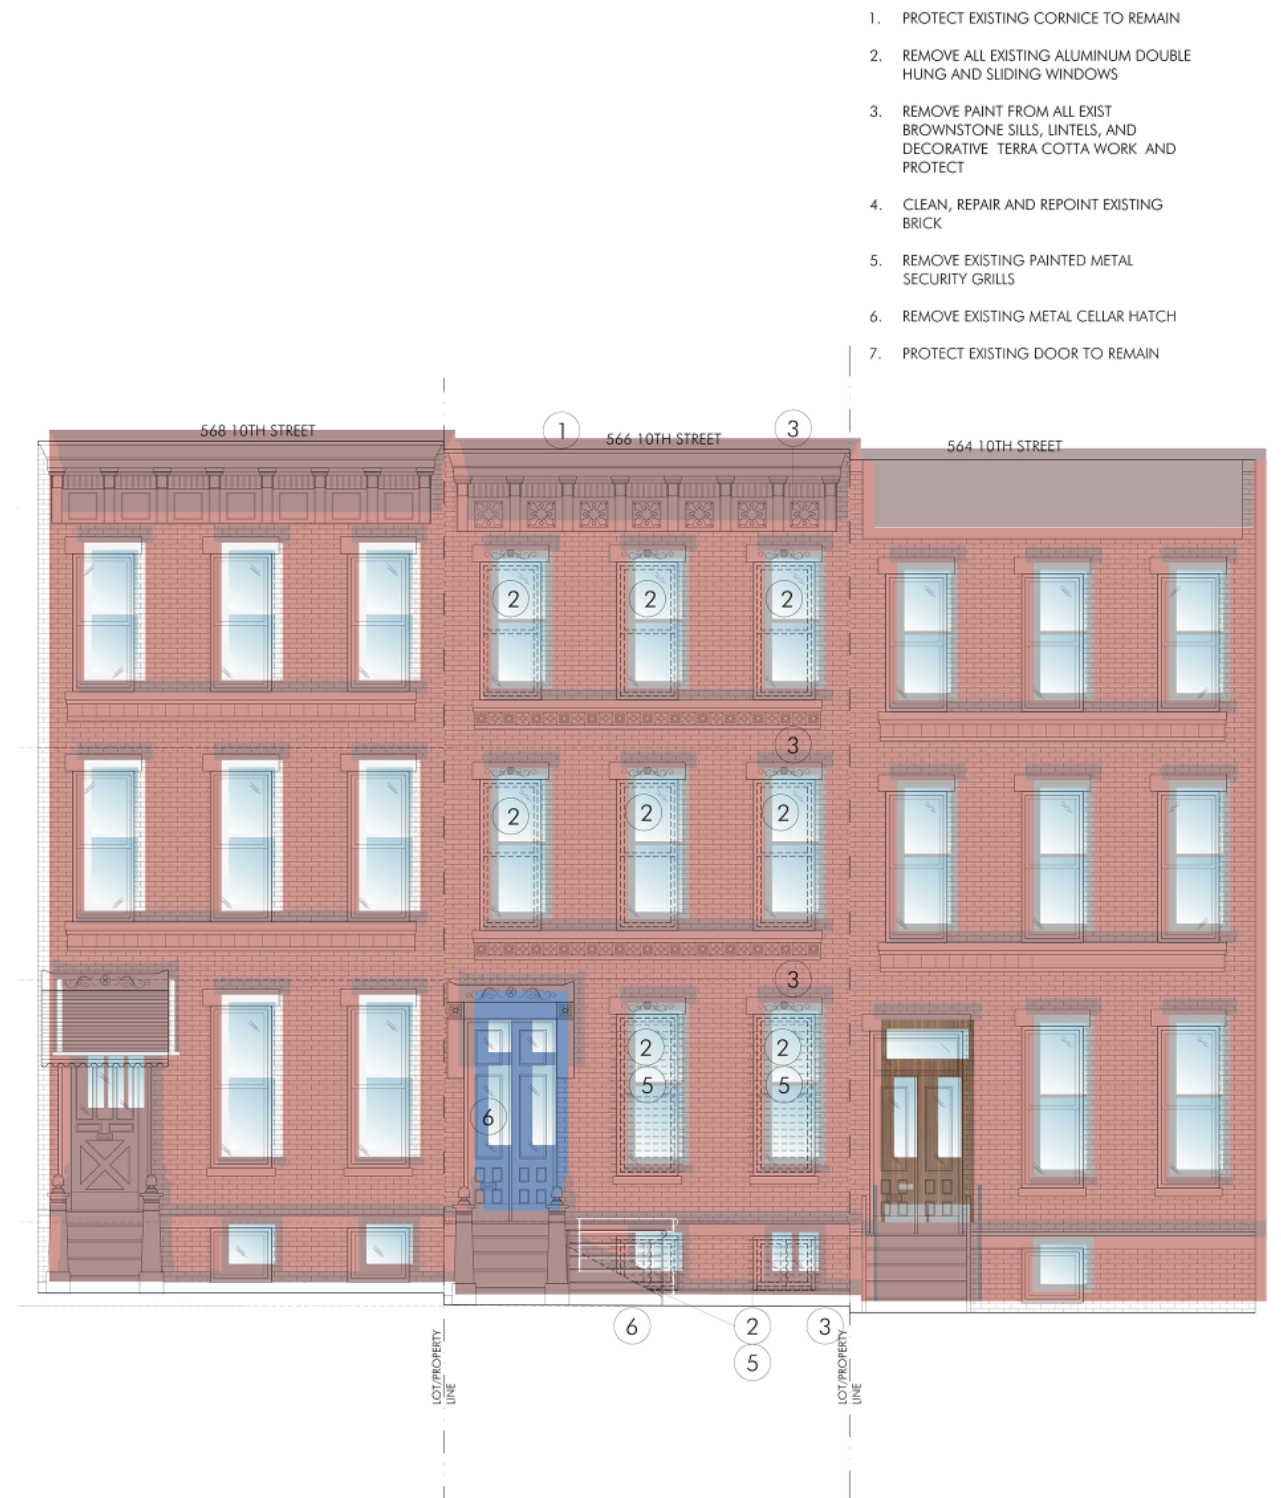 1. PROTECT EXISTING CORNICE TO REMAIN
2. REMOVE ALL EXISTING ALUMINUM DOUBLE
HUNG AND SLIDING WINDOWS
3. REMOVE PAINT FROM ALL EXIST
BROWNSTONE SILLS, LINTELS, AND
DECORATIVE TERRA COTTA WORK AND
PROTECT
4. CLEAN, REPAIR AND REPOINT EXISTING
BRICK
5. REMOVE EXISTING PAINTED METAL
SECURITY GRILLS
6. REMOVE EXISTING METAL CELLAR HATCH
7. PROTECT EXISTING DOOR TO REMAIN
568 10TH STREET
1
566 10TH STREET
3
564 10TH STREET
2
2
2
3
2
2
2
3
2
2
5
5
6
6
2
3
5
LOT/PROPERTY
LINE
LOT/PROPERTY
LINE